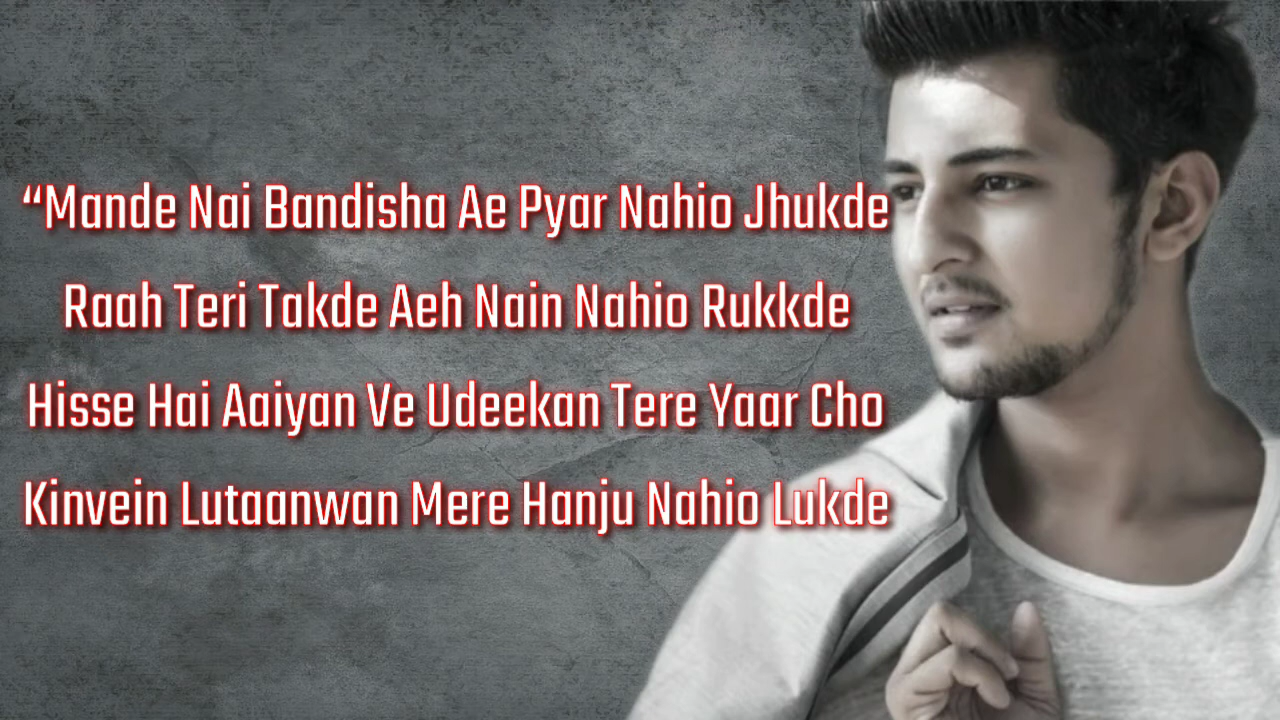 “Mande Nai Bandisha Ae Pyar Nahio Jhukde
Raah Teri Takde Aeh Nain Nahio Rukkde
Hisse Hai Aaiyan Ve Udeekan Tere Yaar Cho
Kinvein Lutaanwan Mere Hanju Nahio Lukde